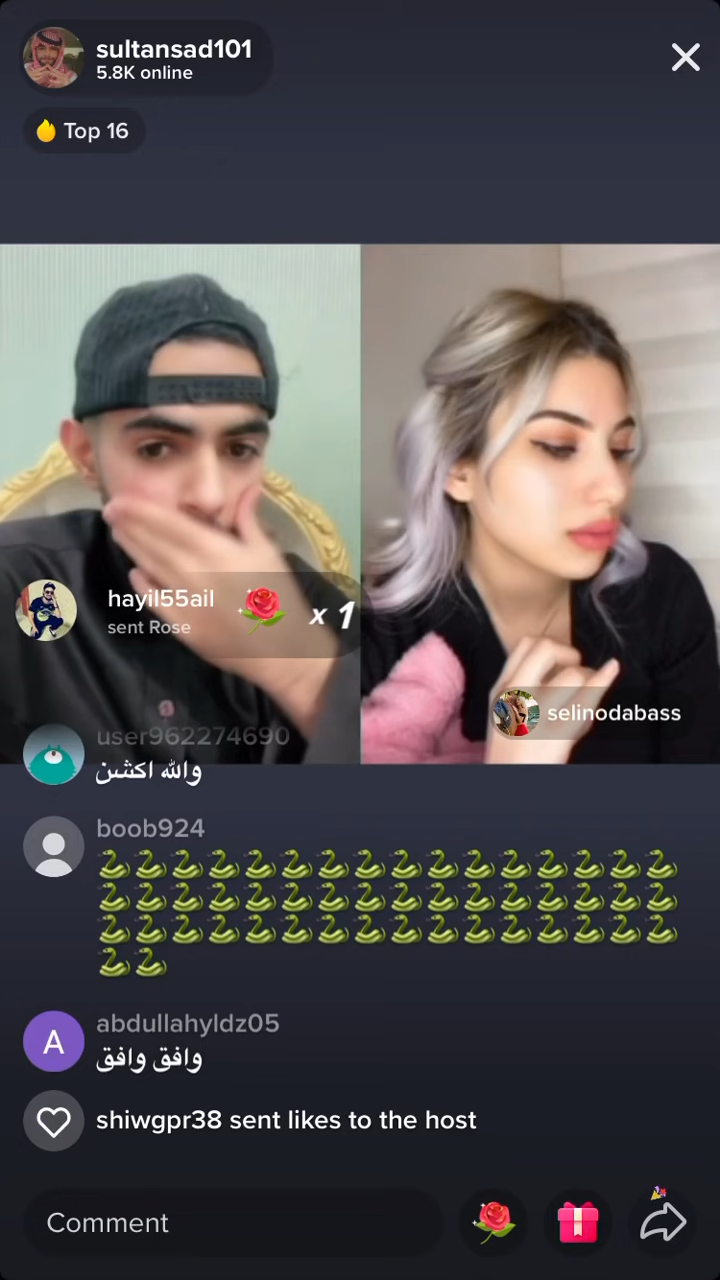 sultansad101
5.8K online
Top 16
hayil55ail
sent Rose
x 1
selinodabass
user962274690
والله اكشن
boob924
abdullahyldz05
A
وافق وافق
shiwgpr38 sent likes to the host
Comment